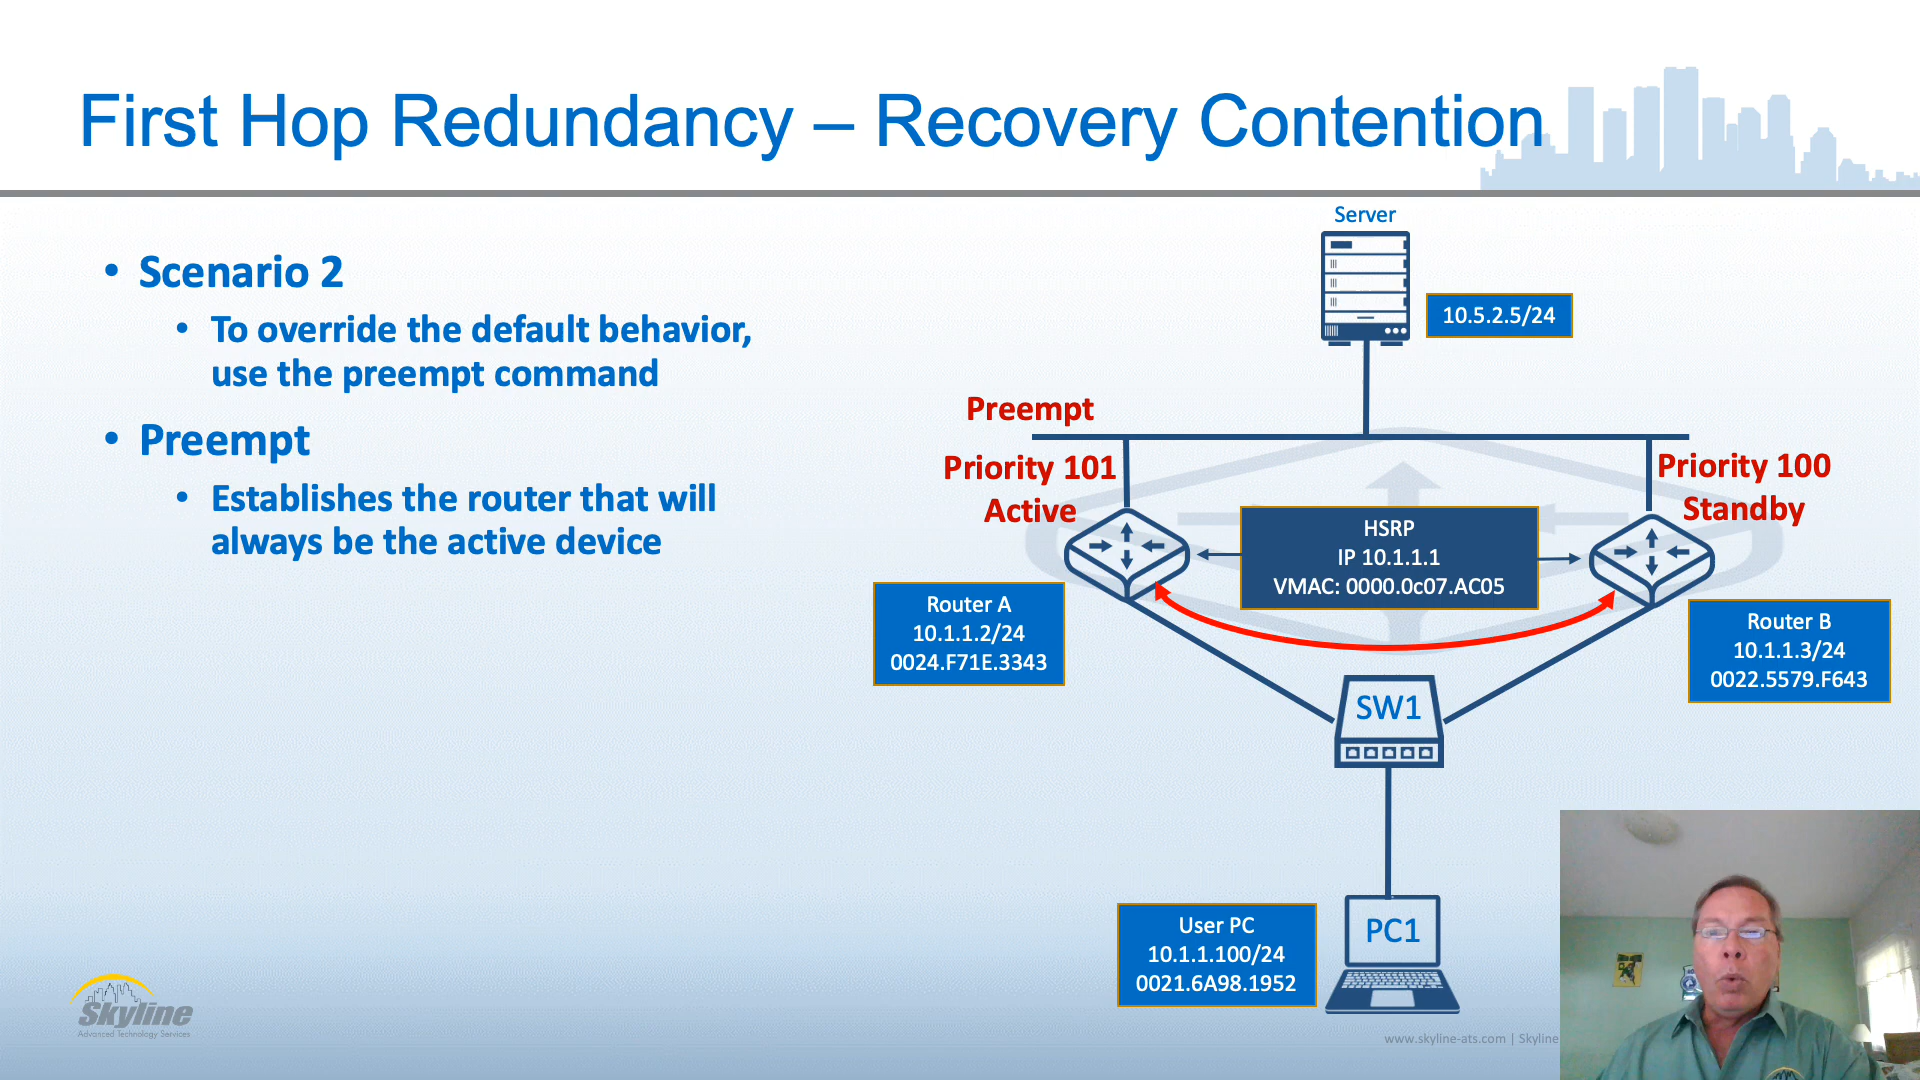 First Hop Redundancy – Recovery Contention
• Scenario 2
• To override the default behavior,
use the preempt command
• Preempt
• Establishes the router that will
always be the active device
Server
10.5.2.5/24
Preempt
Priority 101
Active
Priority 100
Standby
HSRP
IP 10.1.1.1
VMAC: 0000.0c07.AC05
Router A
10.1.1.2/24
0024.F71E.3343
Router B
10.1.1.3/24
0022.5579.F643
SW1
PC1
User PC
10.1.1.100/24
0021.6A98.1952
Skyline
Advanced Technology Services
www.skyline-ats.com | Skyline